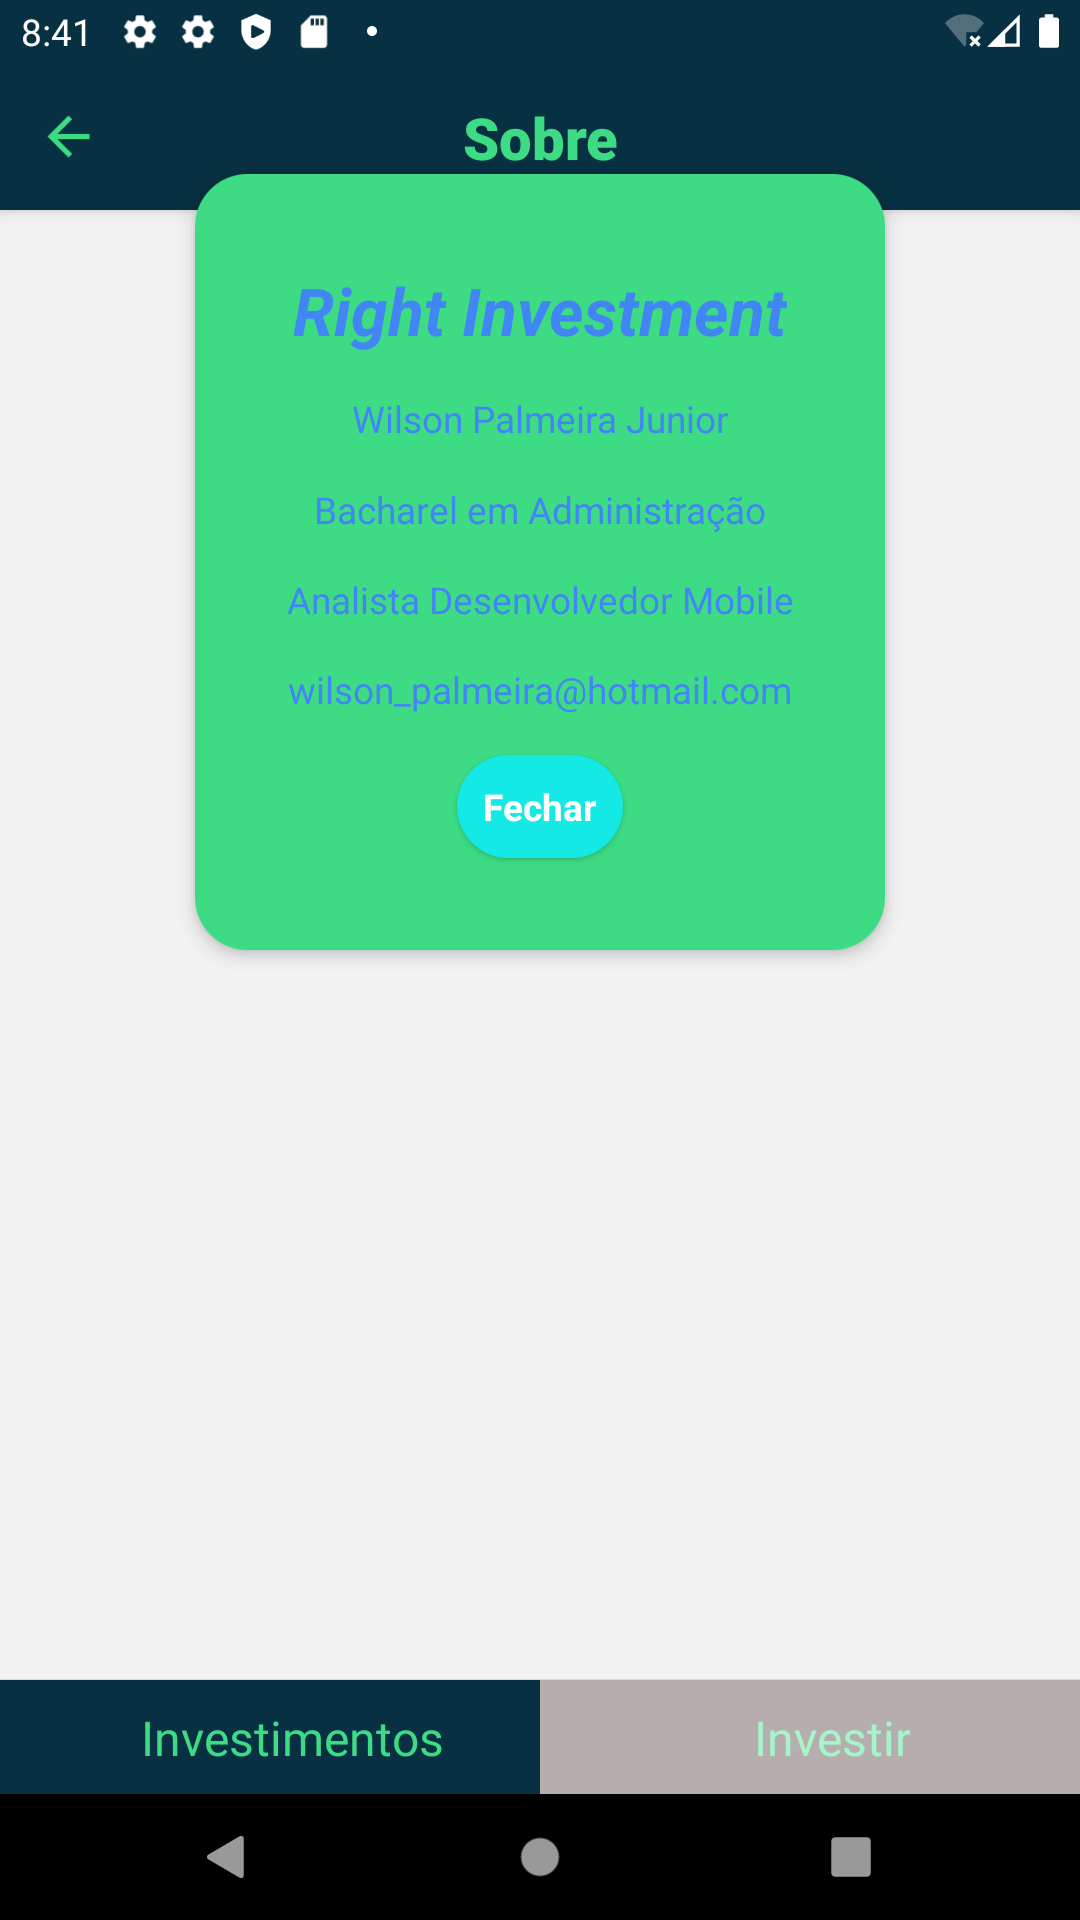 8:41
Sobre
Right Investment
Wilson Palmeira Junior
Bacharel em Administração
Analista Desenvolvedor Mobile
wilson_palmeira@hotmail.com
Fechar
Investimentos
Investir